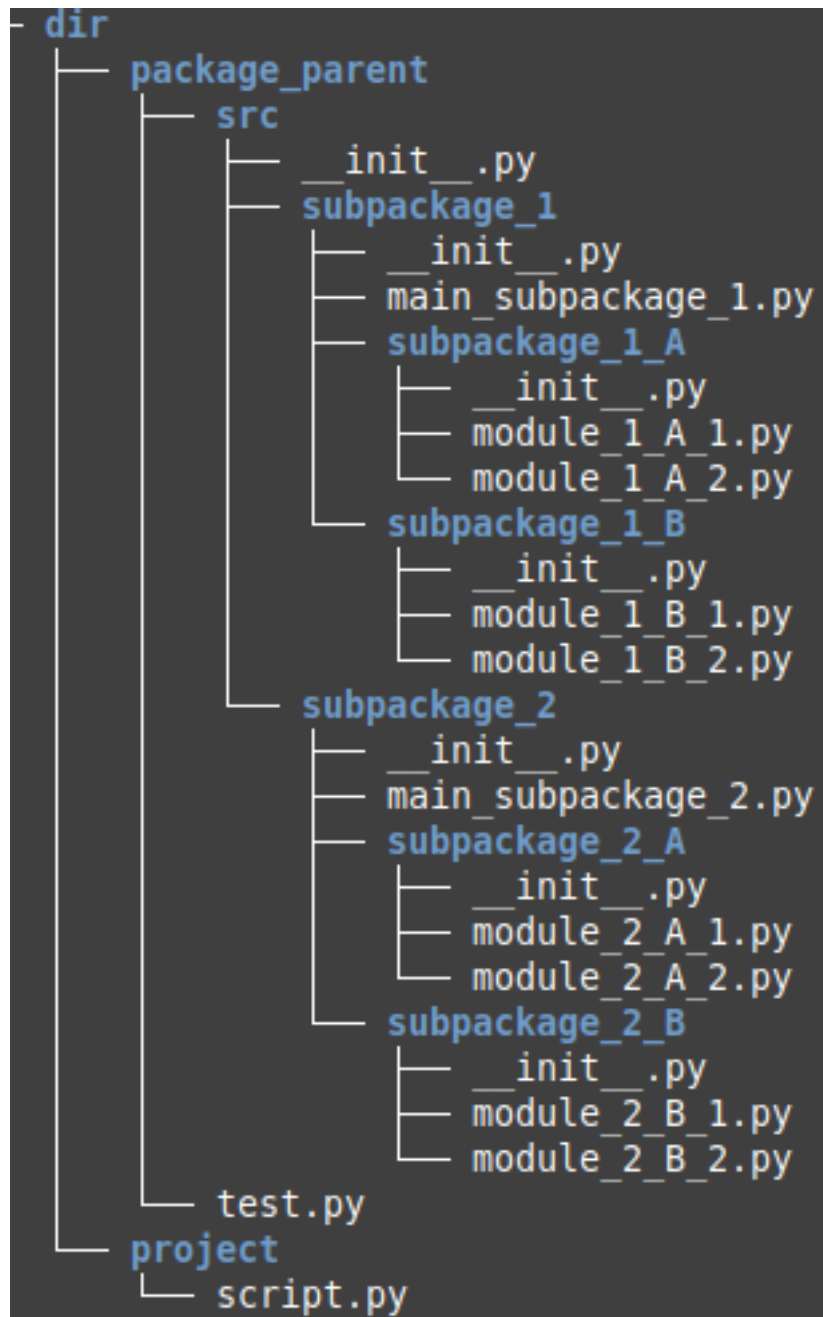 dir
package_parent
src
__init__.py
subpackage_1
__init__.py
main_subpackage_1.py
subpackage_1_A
__init__.py
module_1_A_1.py
module_1_A_2.py
subpackage_1_B
__init__.py
module_1_B_1.py
module_1_B_2.py
subpackage_2
__init__.py
main_subpackage_2.py
subpackage_2_A
__init__.py
module_2_A_1.py
module_2_A_2.py
subpackage_2_B
__init__.py
module_2_B_1.py
module_2_B_2.py
test.py
project
script.py